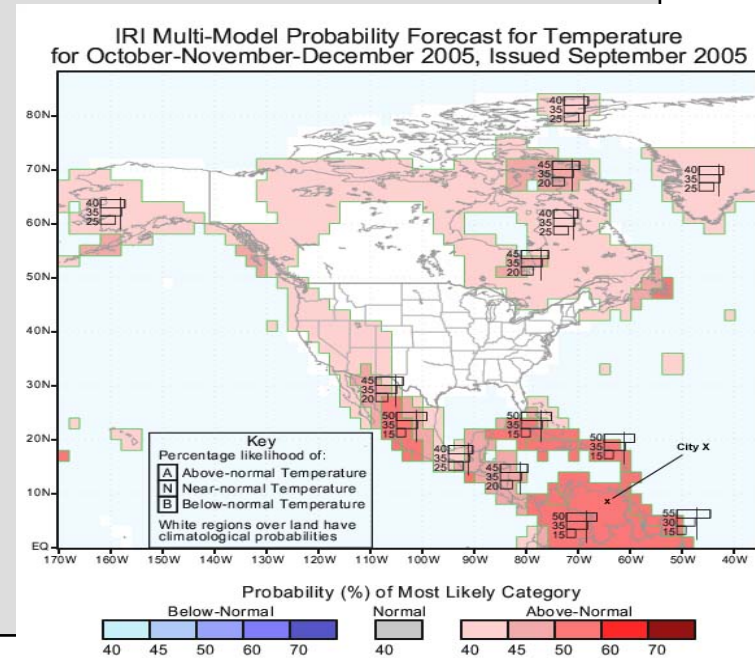 IRI Multi-Model Probability Forecast for Temperature
for October-November-December 2005, Issued September 2005
80N
40
35
25
70N
45
35
20
40
35
25
40
35
25
60N
40
35
25
45
35
20
50N
40N
30N
45
35
20
50
35
15
50
35
15
50
35
15
20N
40
35
25
45
35
20
City X
x
10N
50
35
15
55
30
15
EQ
Key
Percentage likelihood of:
A Above-normal Temperature
N Near-normal Temperature
B Below-normal Temperature
White regions over land have
climatological probabilities
170W 160W 150W 140W 130W 120W 110W 100W 90W 80W 70W 60W 50W 40W
Probability (%) of Most Likely Category
Below-Normal Normal Above-Normal
40 45 50 60 70 40 40 45 50 60 70